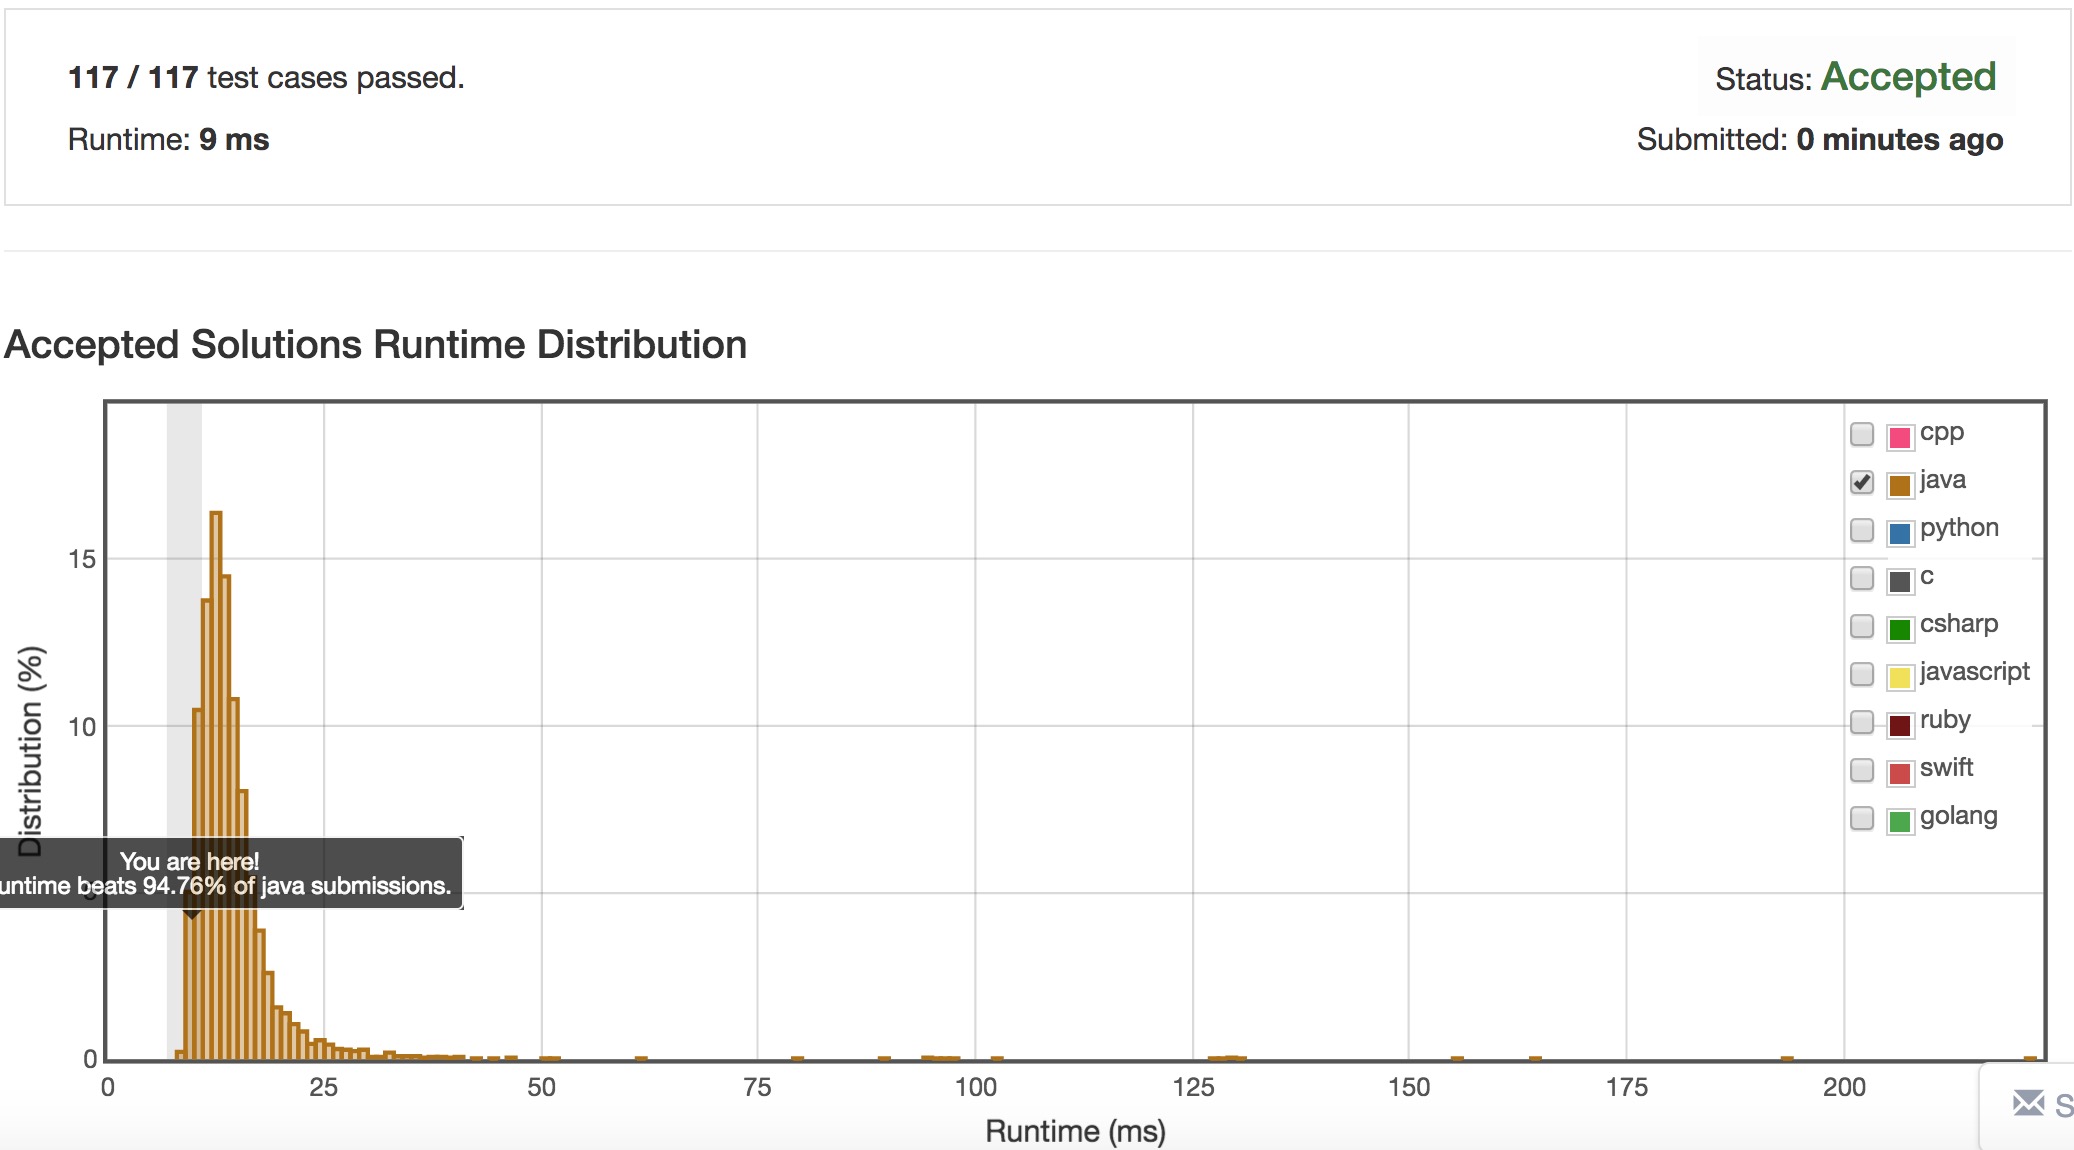 117 / 117 test cases passed.
Status: Accepted
Runtime: 9 ms
Submitted: 0 minutes ago
Accepted Solutions Runtime Distribution
cpp
java
python
c
csharp
javascript
ruby
swift
golang
Distribution (%)
15
10
5
0
You are here!
untime beats 94.76% of java submissions.
0 25 50 75 100 125 150 175 200
Runtime (ms)
S